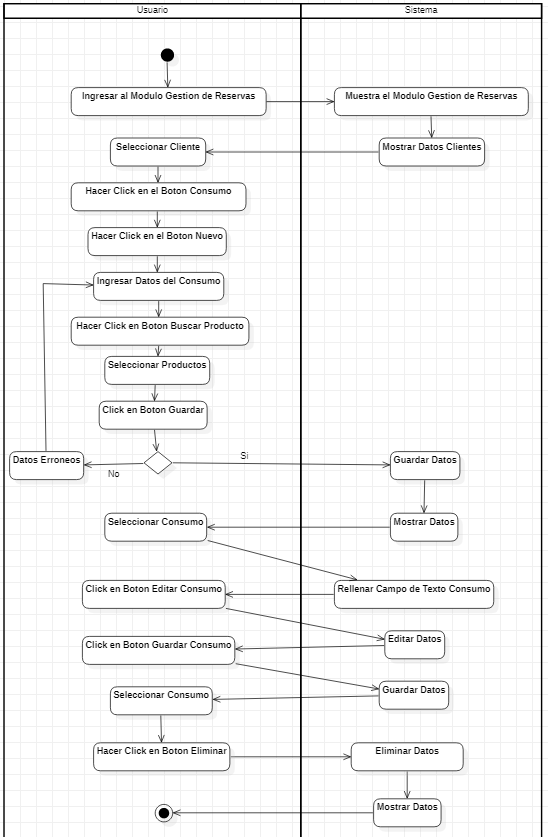 Usuario
Sistema
Ingresar al Modulo Gestion de Reservas
Muestra el Modulo Gestion de Reservas
Seleccionar Cliente
Mostrar Datos Clientes
Hacer Click en el Boton Consumo
Hacer Click en el Boton Nuevo
Ingresar Datos del Consumo
Hacer Click en Boton Buscar Producto
Seleccionar Productos
Click en Boton Guardar
Datos Erroneos
No
Si
Guardar Datos
Seleccionar Consumo
Mostrar Datos
Click en Boton Editar Consumo
Rellenar Campo de Texto Consumo
Editar Datos
Click en Boton Guardar Consumo
Seleccionar Consumo
Guardar Datos
Hacer Click en Boton Eliminar
Eliminar Datos
Mostrar Datos